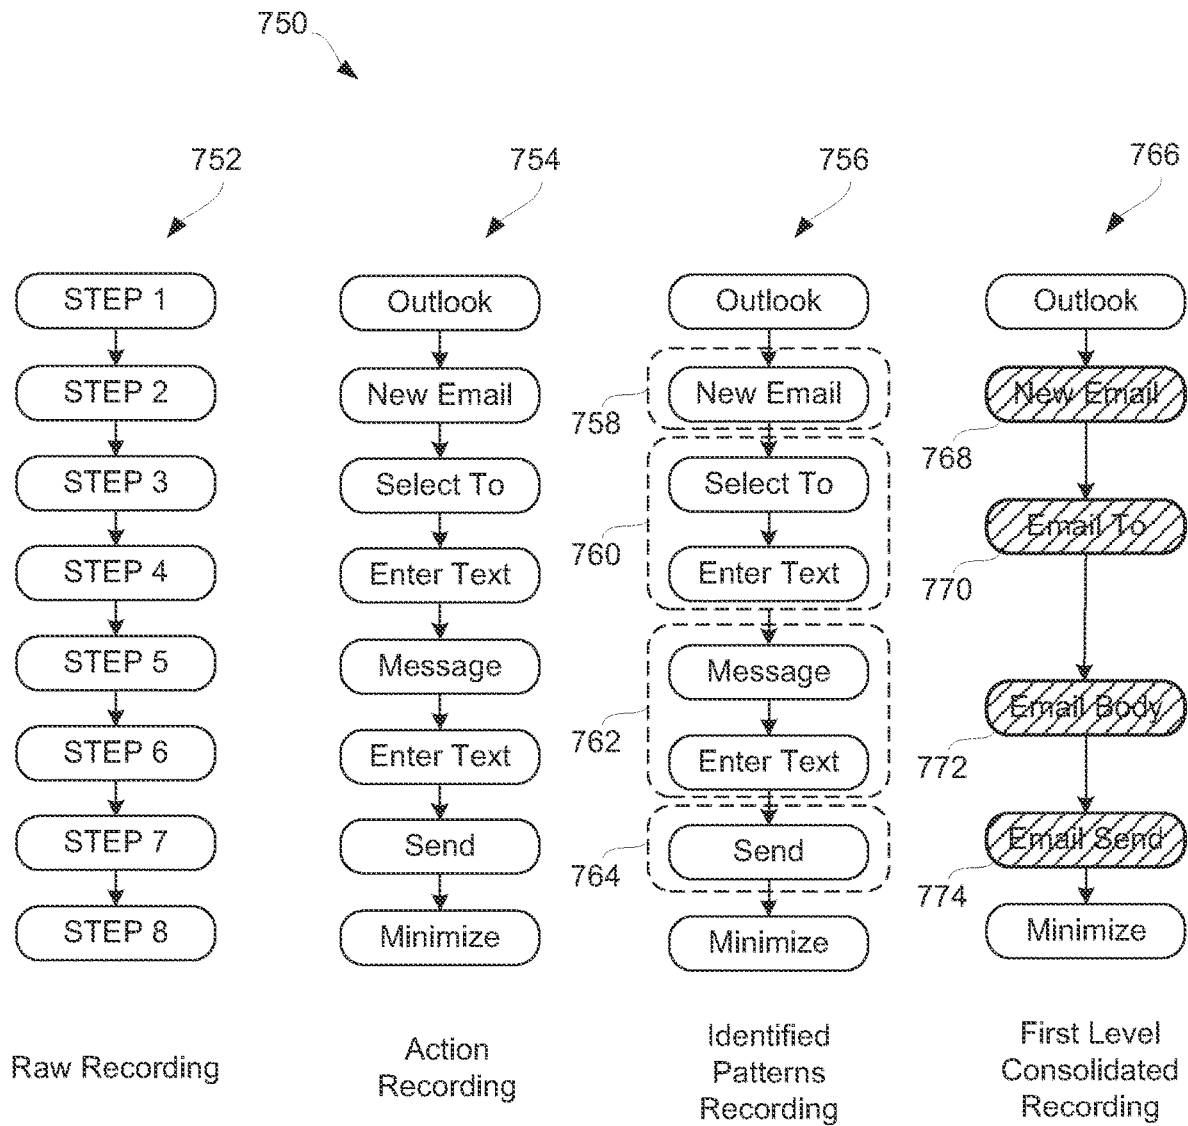 750
752
754
756
766
STEP 1
STEP 2
STEP 3
STEP 4
STEP 5
STEP 6
STEP 7
STEP 8
Raw Recording
Outlook
New Email
Select To
Enter Text
Message
Enter Text
Send
Minimize
Action
Recording
Outlook
New Email
758
Select To
760
Enter Text
Message
762
Enter Text
Send
764
Minimize
Identified
Patterns
Recording
Outlook
New Email
768
Email To
770
Email Body
772
Email Send
774
Minimize
First Level
Consolidated
Recording